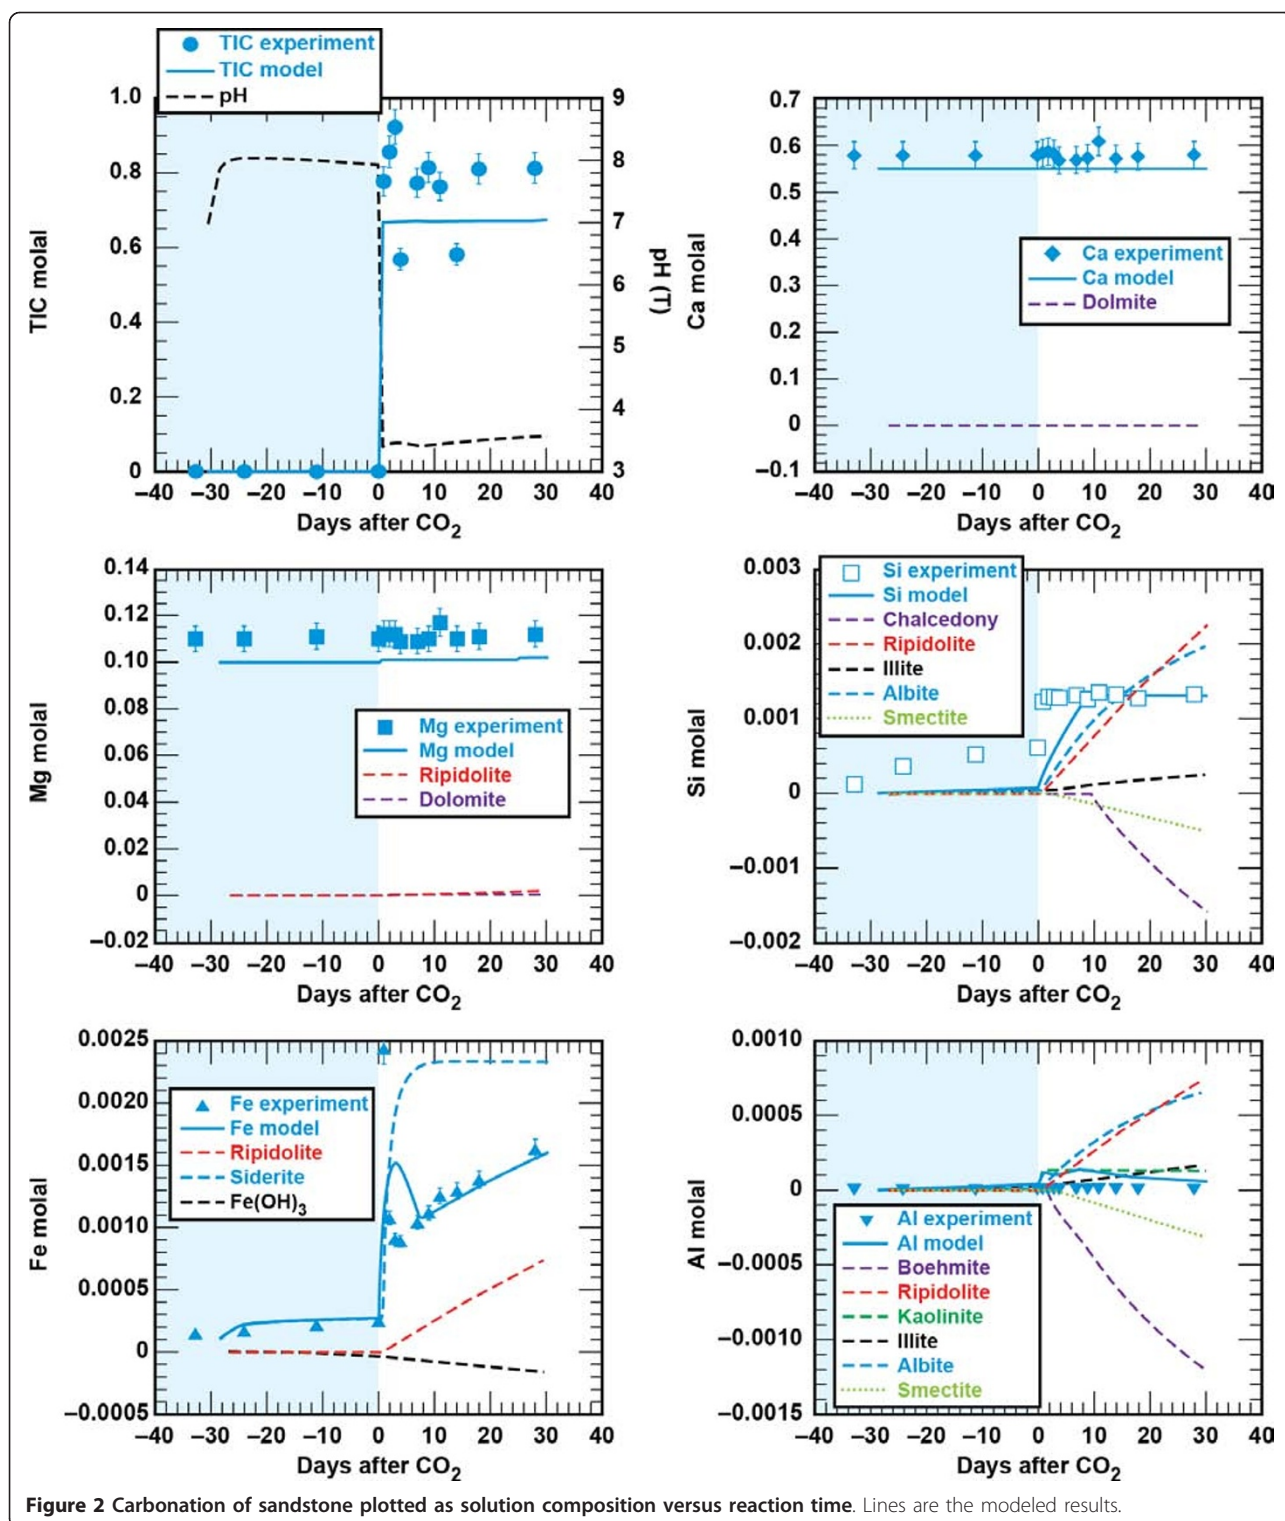 TIC experiment
TIC model
pH
1.0
0.8
0.6
0.4
0.2
0
TIC molal
9
8
7
6
5
4
3
pH (T)
–40 –30 –20 –10 0 10 20 30 40
Days after CO2
0.7
0.6
0.5
0.4
0.3
0.2
0.1
0
–0.1
Ca molal
Ca experiment
Ca model
Dolmite
–40 –30 –20 –10 0 10 20 30 40
Days after CO2
0.14
0.12
0.10
0.08
0.06
0.04
0.02
0
–0.02
Mg molal
Mg experiment
Mg model
Ripidolite
Dolomite
–40 –30 –20 –10 0 10 20 30 40
Days after CO2
0.003
0.002
0.001
0
–0.001
–0.002
Si molal
Si experiment
Si model
Chalcedony
Ripidolite
Illite
Albite
Smectite
–40 –30 –20 –10 0 10 20 30 40
Days after CO2
0.0025
0.0020
0.0015
0.0010
0.0005
0
–0.0005
Fe molal
Fe experiment
Fe model
Ripidolite
Siderite
Fe(OH)3
–40 –30 –20 –10 0 10 20 30 40
Days after CO2
0.0010
0.0005
0
–0.0005
–0.0010
–0.0015
Al molal
Al experiment
Al model
Boehmite
Ripidolite
Kaolinite
Illite
Albite
Smectite
–40 –30 –20 –10 0 10 20 30 40
Days after CO2
Figure 2 Carbonation of sandstone plotted as solution composition versus reaction time. Lines are the modeled results.